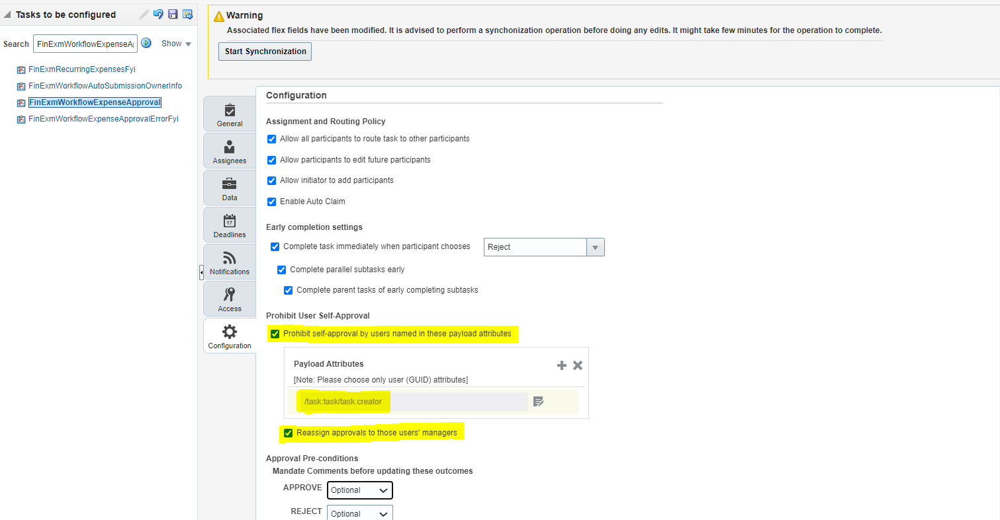 Tasks to be configured
Search FinExmWorkflowExpenseA Show
FinExmRecurringExpensesFyi
FinExmWorkflowAutoSubmissionOwnerInfo
FinExmWorkflowExpenseApproval
FinExmWorkflowExpenseApprovalErrorFyi
Warning
Associated flex fields have been modified. It is advised to perform a synchonization operation before doing any edits. It might take few minutes for the operation to complete.
Start Synchronization
General
Assignees
Data
17
Deadlines
Notifications
Access
Configuration
Configuration
Assignment and Routing Policy
Allow all participants to route task to other participants
Allow participants to edit future participants
Allow initiator to add participants
Enable Auto Claim
Early completion settings
Complete task immediately when participant chooses Reject
Complete parallel subtasks early
Complete parent tasks of early completing subtasks
Prohibit User Self-Approval
Prohibit self-approval by users named in these payload attributes
Payload Attributes
[Note: Please choose only user (GUID) attributes]
/task:task/task:creator
Reassign approvals to those users' managers
Approval Pre-conditions
Mandate Comments before updating these outcomes
APPROVE Optional
REJECT Optional